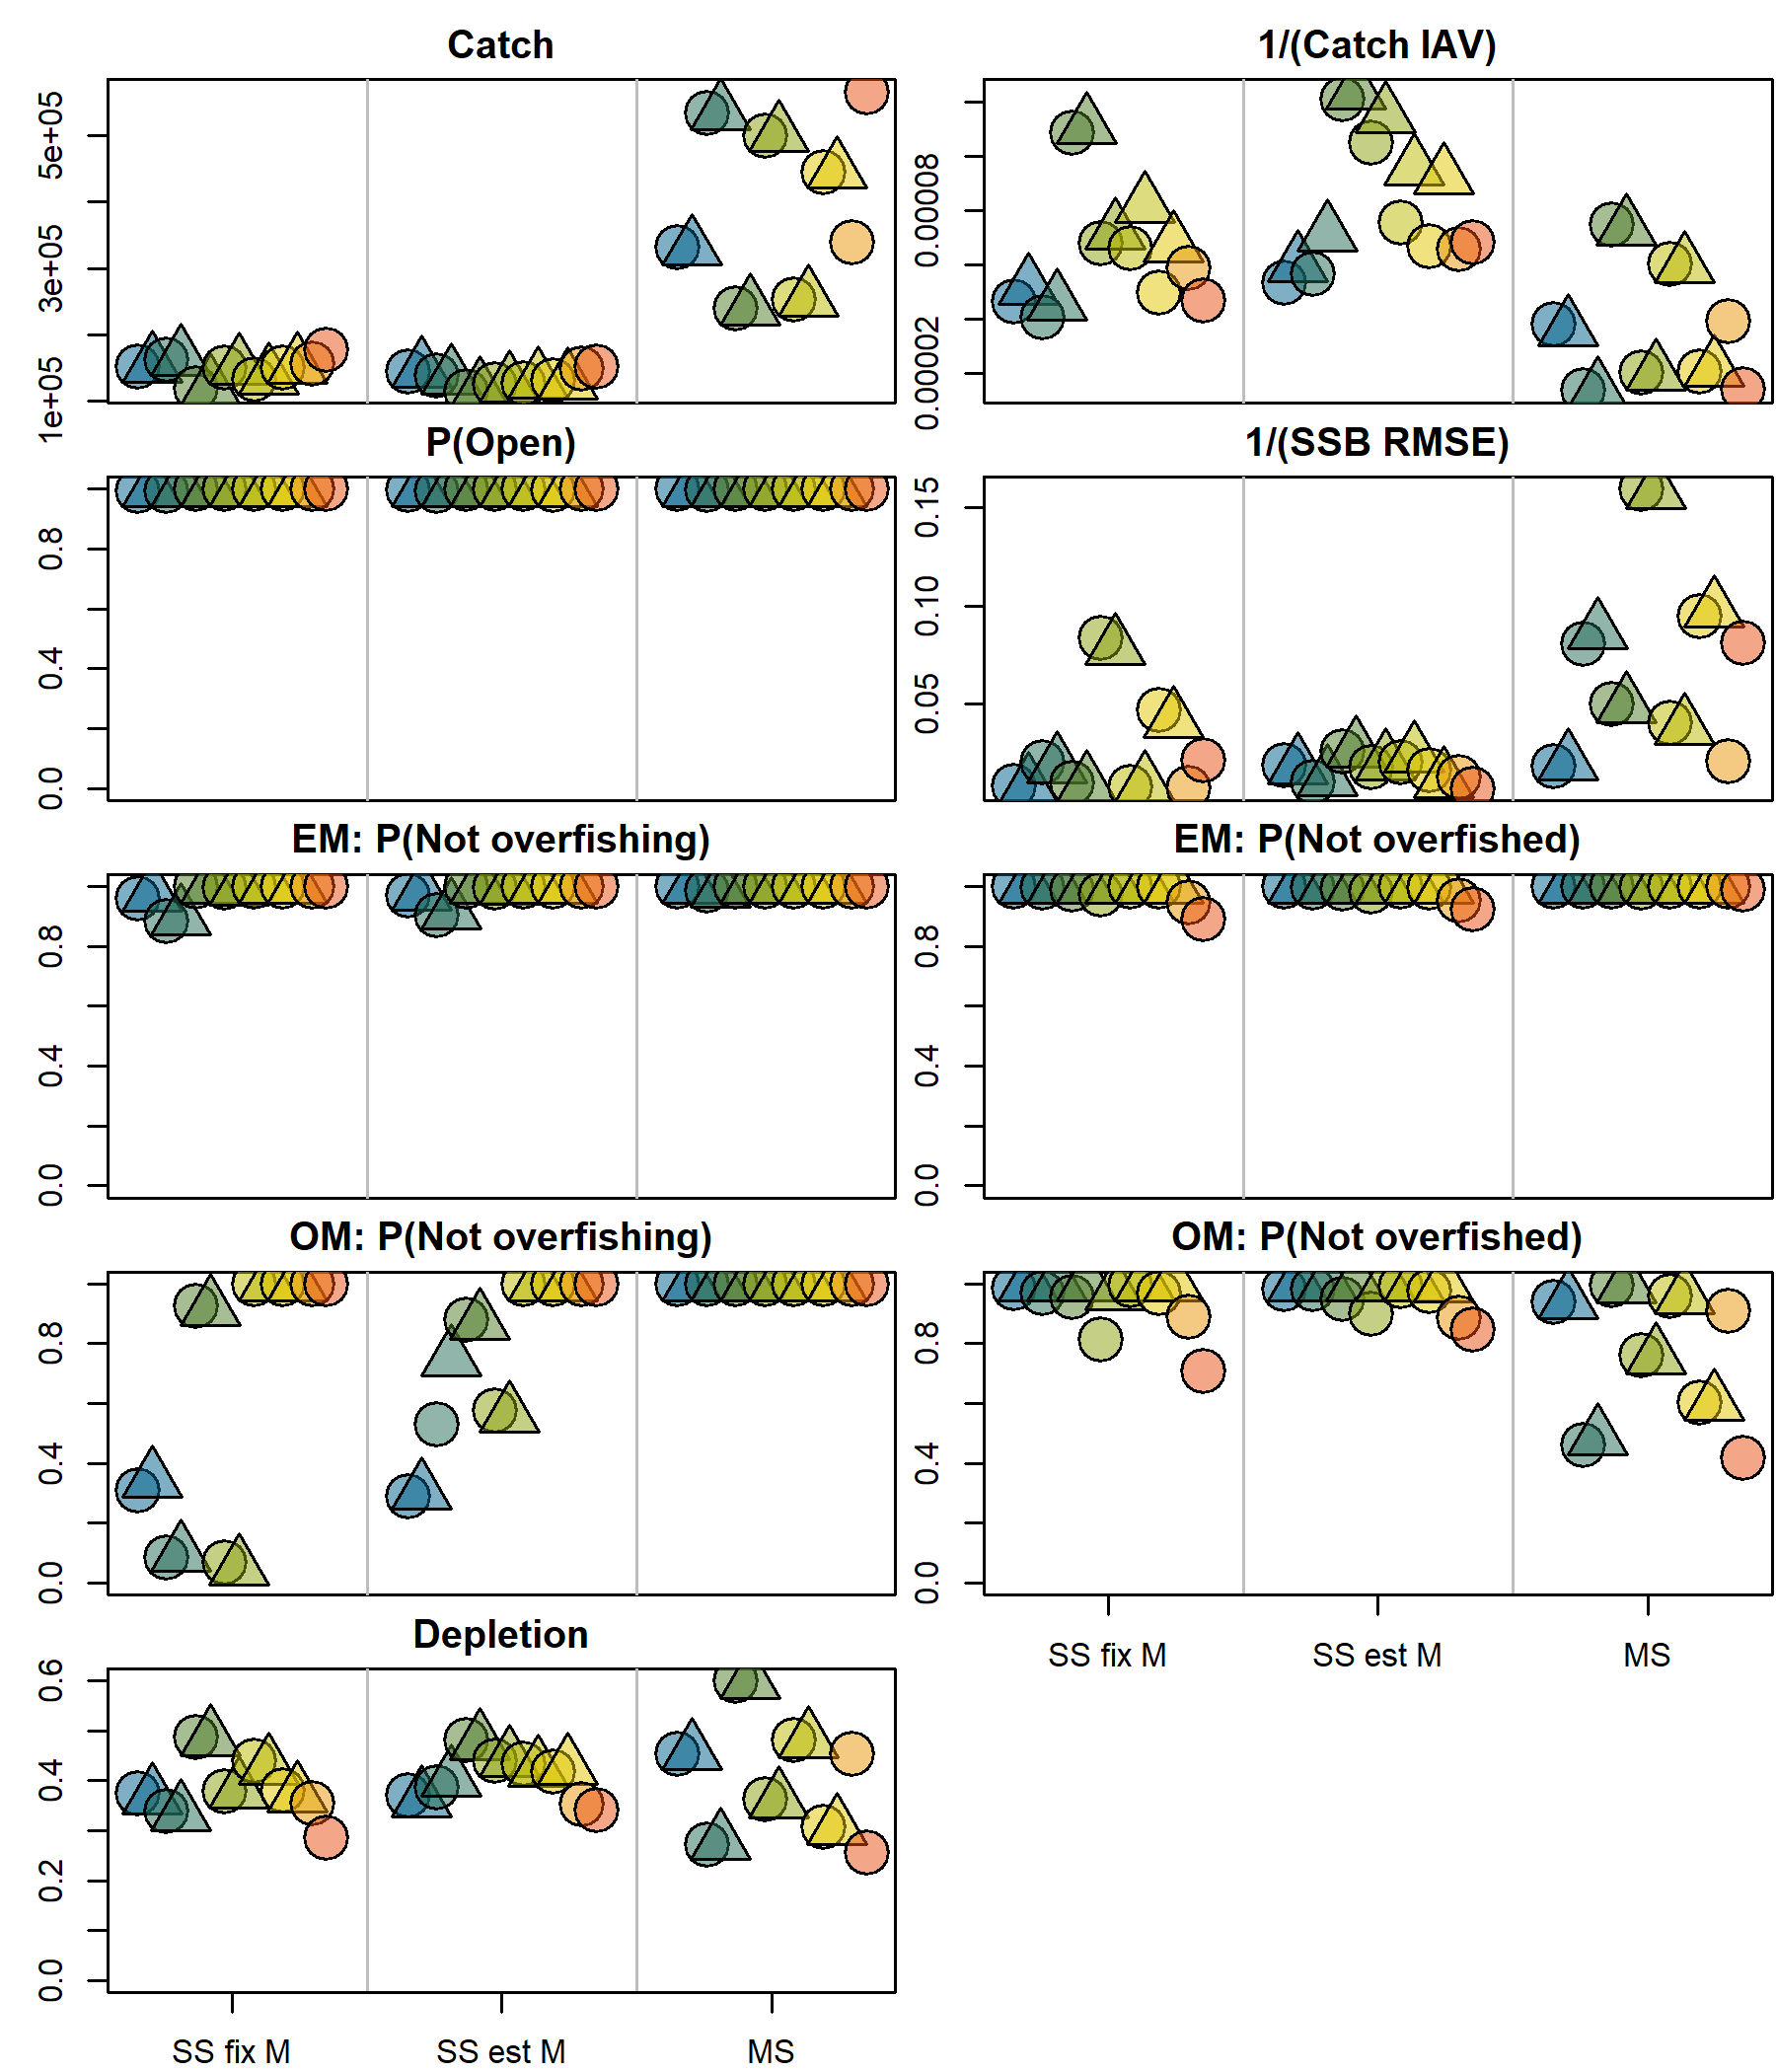 Catch
1/(Catch IAV)
1e+05 3e+05 5e+05
0.00002 0.00008
P(Open)
1/(SSB RMSE)
0.0 0.4 0.8
0.05 0.10 0.15
EM: P(Not overfishing)
EM: P(Not overfished)
0.0 0.4 0.8
0.0 0.4 0.8
OM: P(Not overfishing)
OM: P(Not overfished)
0.0 0.4 0.8
0.0 0.4 0.8
SS fix M SS est M MS
Depletion
0.0 0.2 0.4 0.6
SS fix M SS est M MS